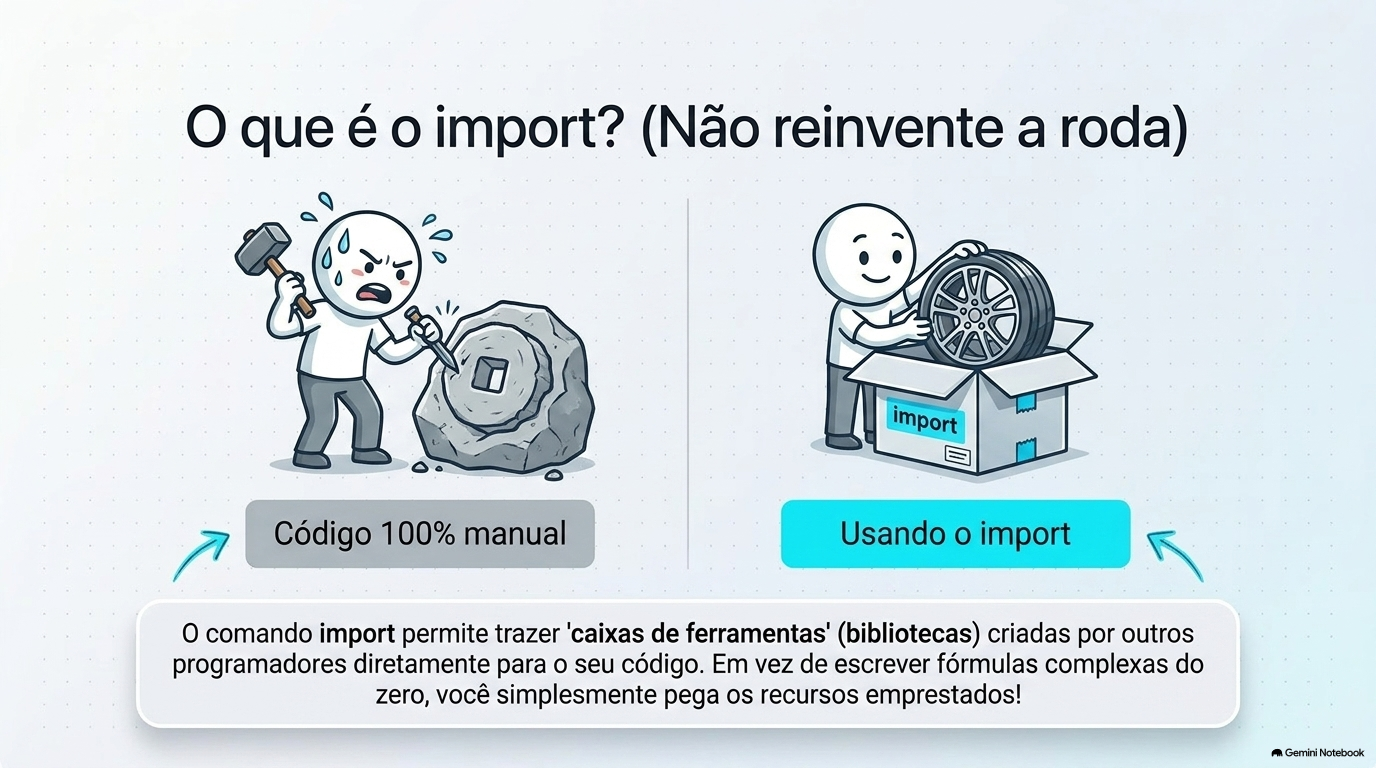 O que é o import? (Não reinvente a roda)
import
Código 100% manual
Usando o import
O comando import permite trazer 'caixas de ferramentas' (bibliotecas) criadas por outros
programadores diretamente para o seu código. Em vez de escrever fórmulas complexas do
zero, você simplesmente pega os recursos emprestados!
Gemini Notebook